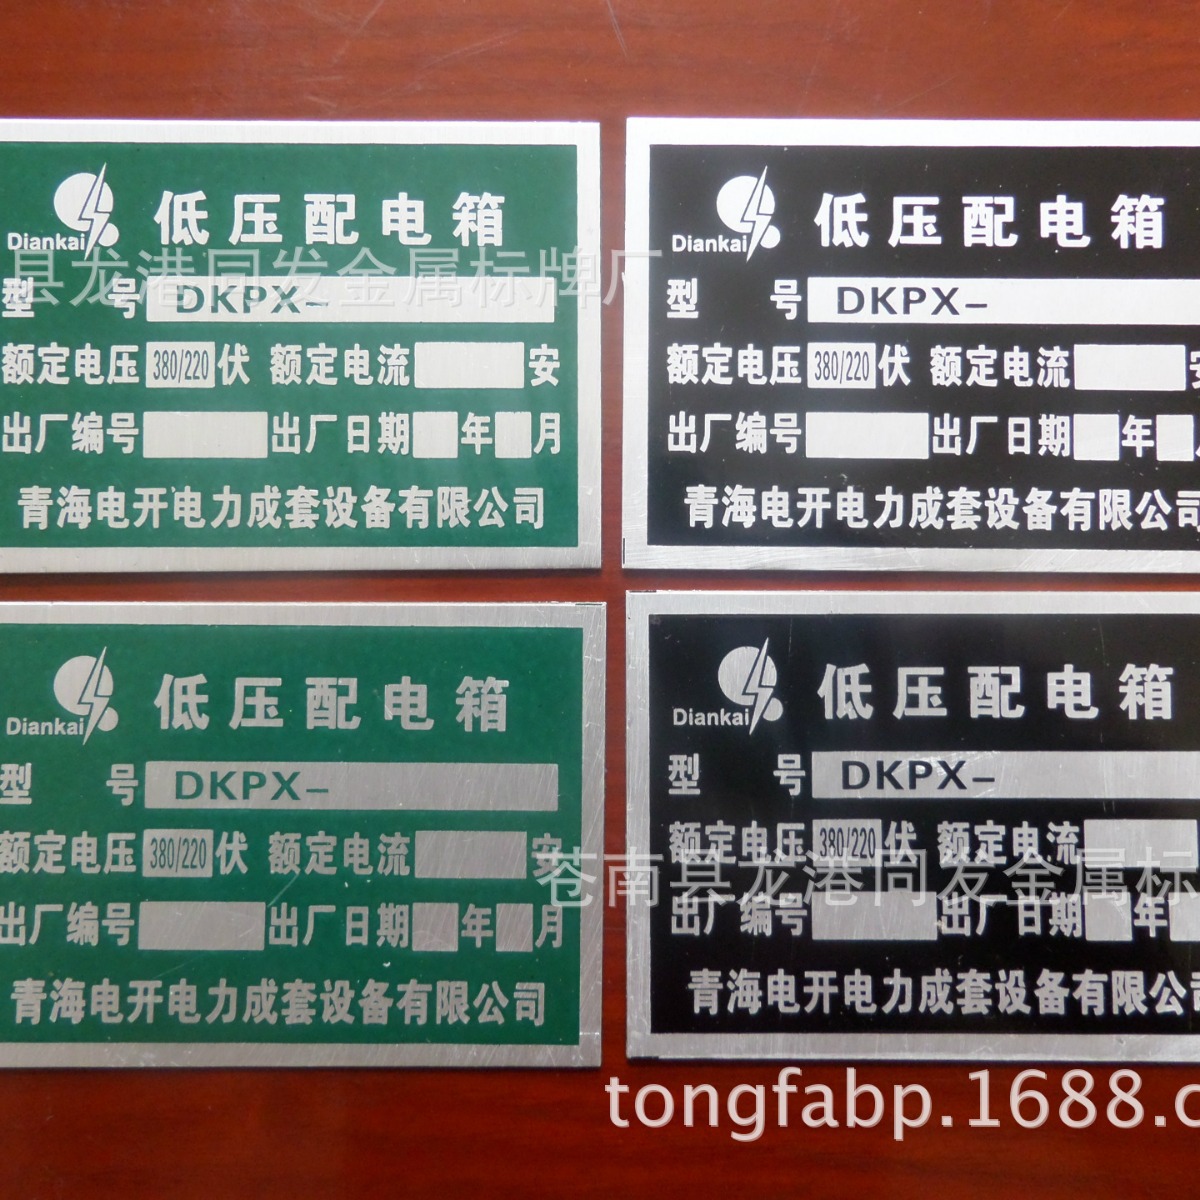 Diankai 低压配电箱
型 号 DKPX-
额定电压 380/220 伏 额定电流 安
出厂编号 出厂日期 年 月
青海电开电力成套设备有限公司
Diankai 低压配电箱
型 号 DKPX-
额定电压 380/220 伏 额定电流 安
出厂编号 出厂日期 年
青海电开电力成套设备有限公司
县龙港同发金属标牌厂
Diankai 低压配电箱
型 号 DKPX-
额定电压 380/220 伏 额定电流 安
出厂编号 出厂日期 年 月
青海电开电力成套设备有限公司
Diankai 低压配电箱
型 号 DKPX-
额定电压 380/220 伏 额定电流
出厂编号 出厂日期 年
青海电开电力成套设备有限公
苍南县龙港同发金属标
tongfabp.1688.c